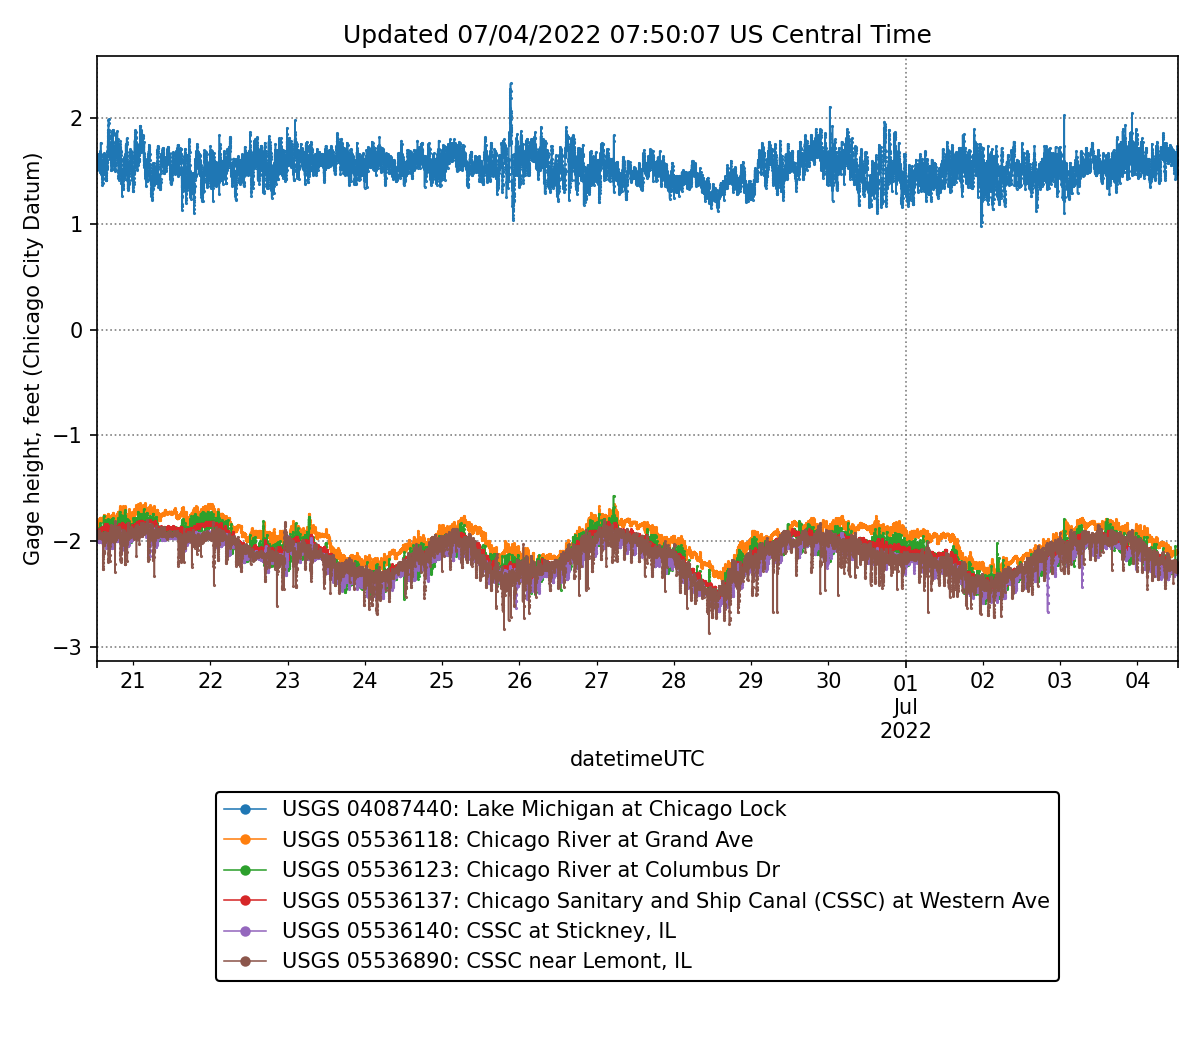 Updated 07/04/2022 07:50:07 US Central Time
Gage height, feet (Chicago City Datum)
2
1
0
−1
−2
−3
21 22 23 24 25 26 27 28 29 30 01 02 03 04
Jul
2022
datetimeUTC
USGS 04087440: Lake Michigan at Chicago Lock
USGS 05536118: Chicago River at Grand Ave
USGS 05536123: Chicago River at Columbus Dr
USGS 05536137: Chicago Sanitary and Ship Canal (CSSC) at Western Ave
USGS 05536140: CSSC at Stickney, IL
USGS 05536890: CSSC near Lemont, IL